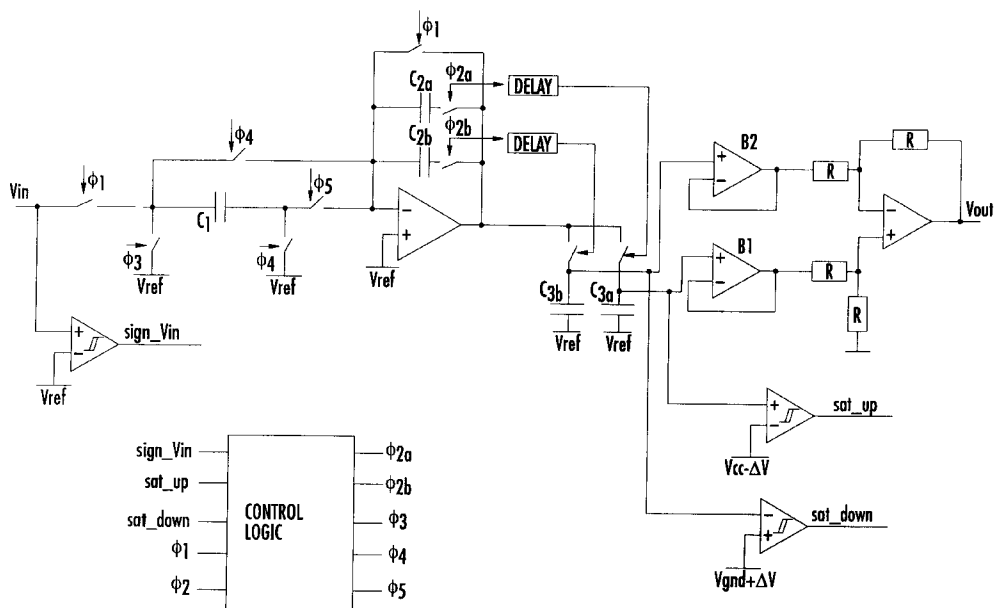 ϕ1
C2a
ϕ2a
DELAY
C2b
ϕ2b
DELAY
ϕ4
B2
R
R
Vin
ϕ1
ϕ5
C1
Vout
B1
R
R
ϕ3
ϕ4
Vref
Vref
Vref
C3b
C3a
Vref
Vref
sign_Vin
Vref
sat_up
Vcc-ΔV
sat_down
Vgnd+ΔV
sign_Vin
sat_up
sat_down
ϕ1
ϕ2
CONTROL
LOGIC
ϕ2a
ϕ2b
ϕ3
ϕ4
ϕ5